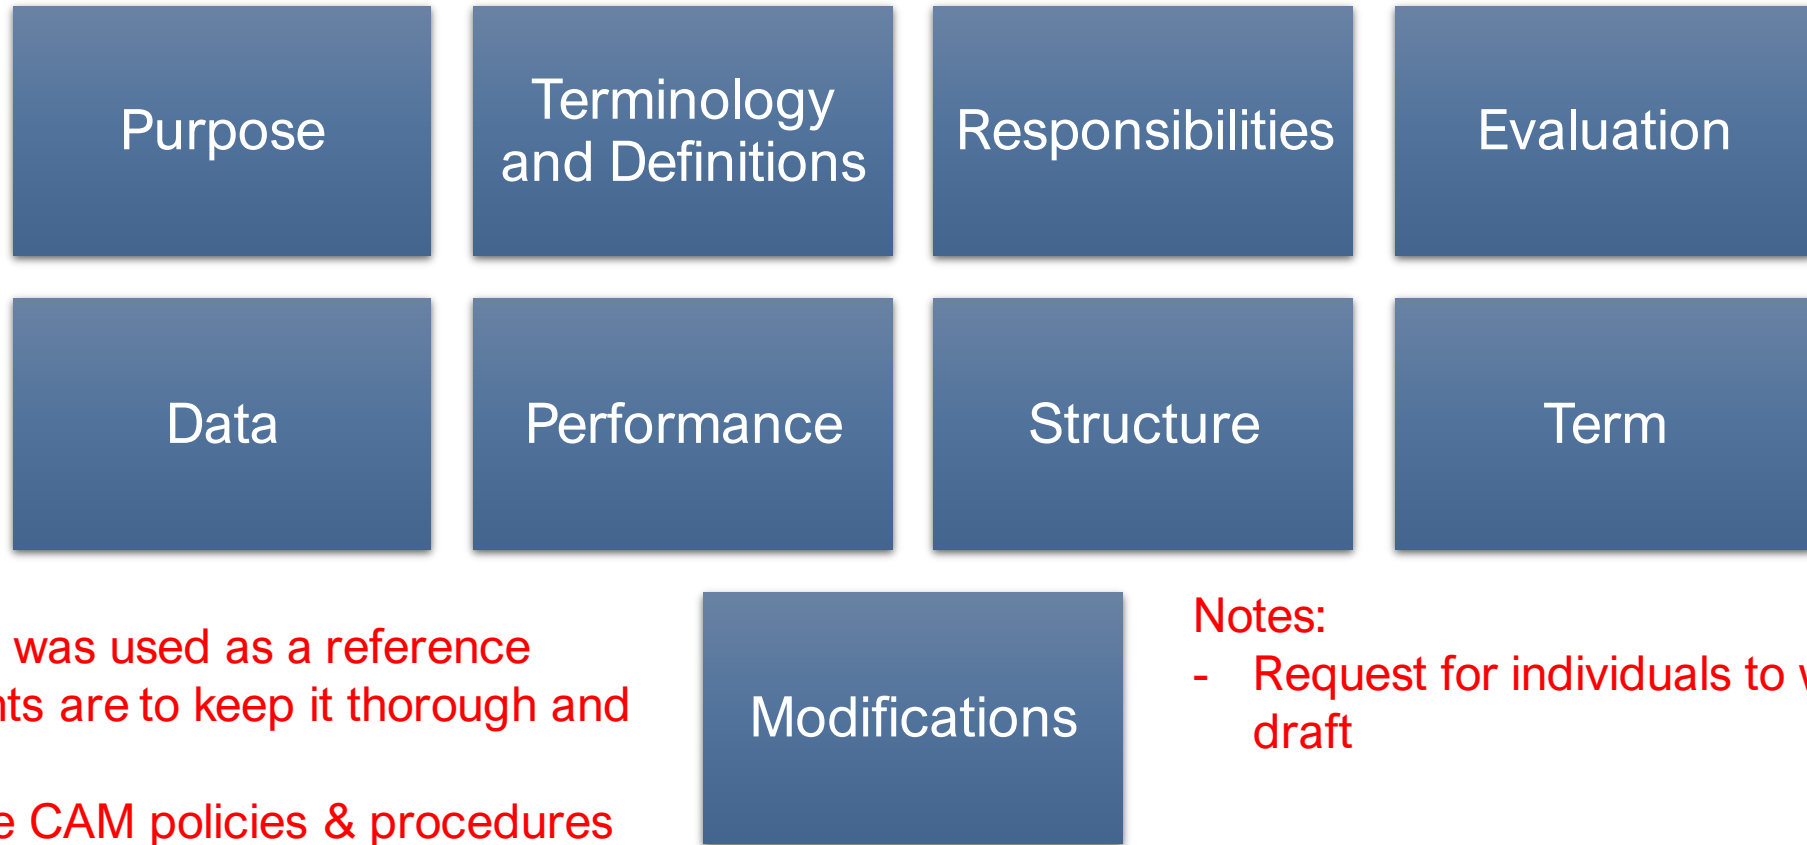 Purpose
Terminology
and Definitions
Responsibilities
Evaluation
Data
Performance
Structure
Term
was used as a reference
are to keep it thorough and
CAM policies & procedures
Modifications
Notes:
- Request for individuals to
draft